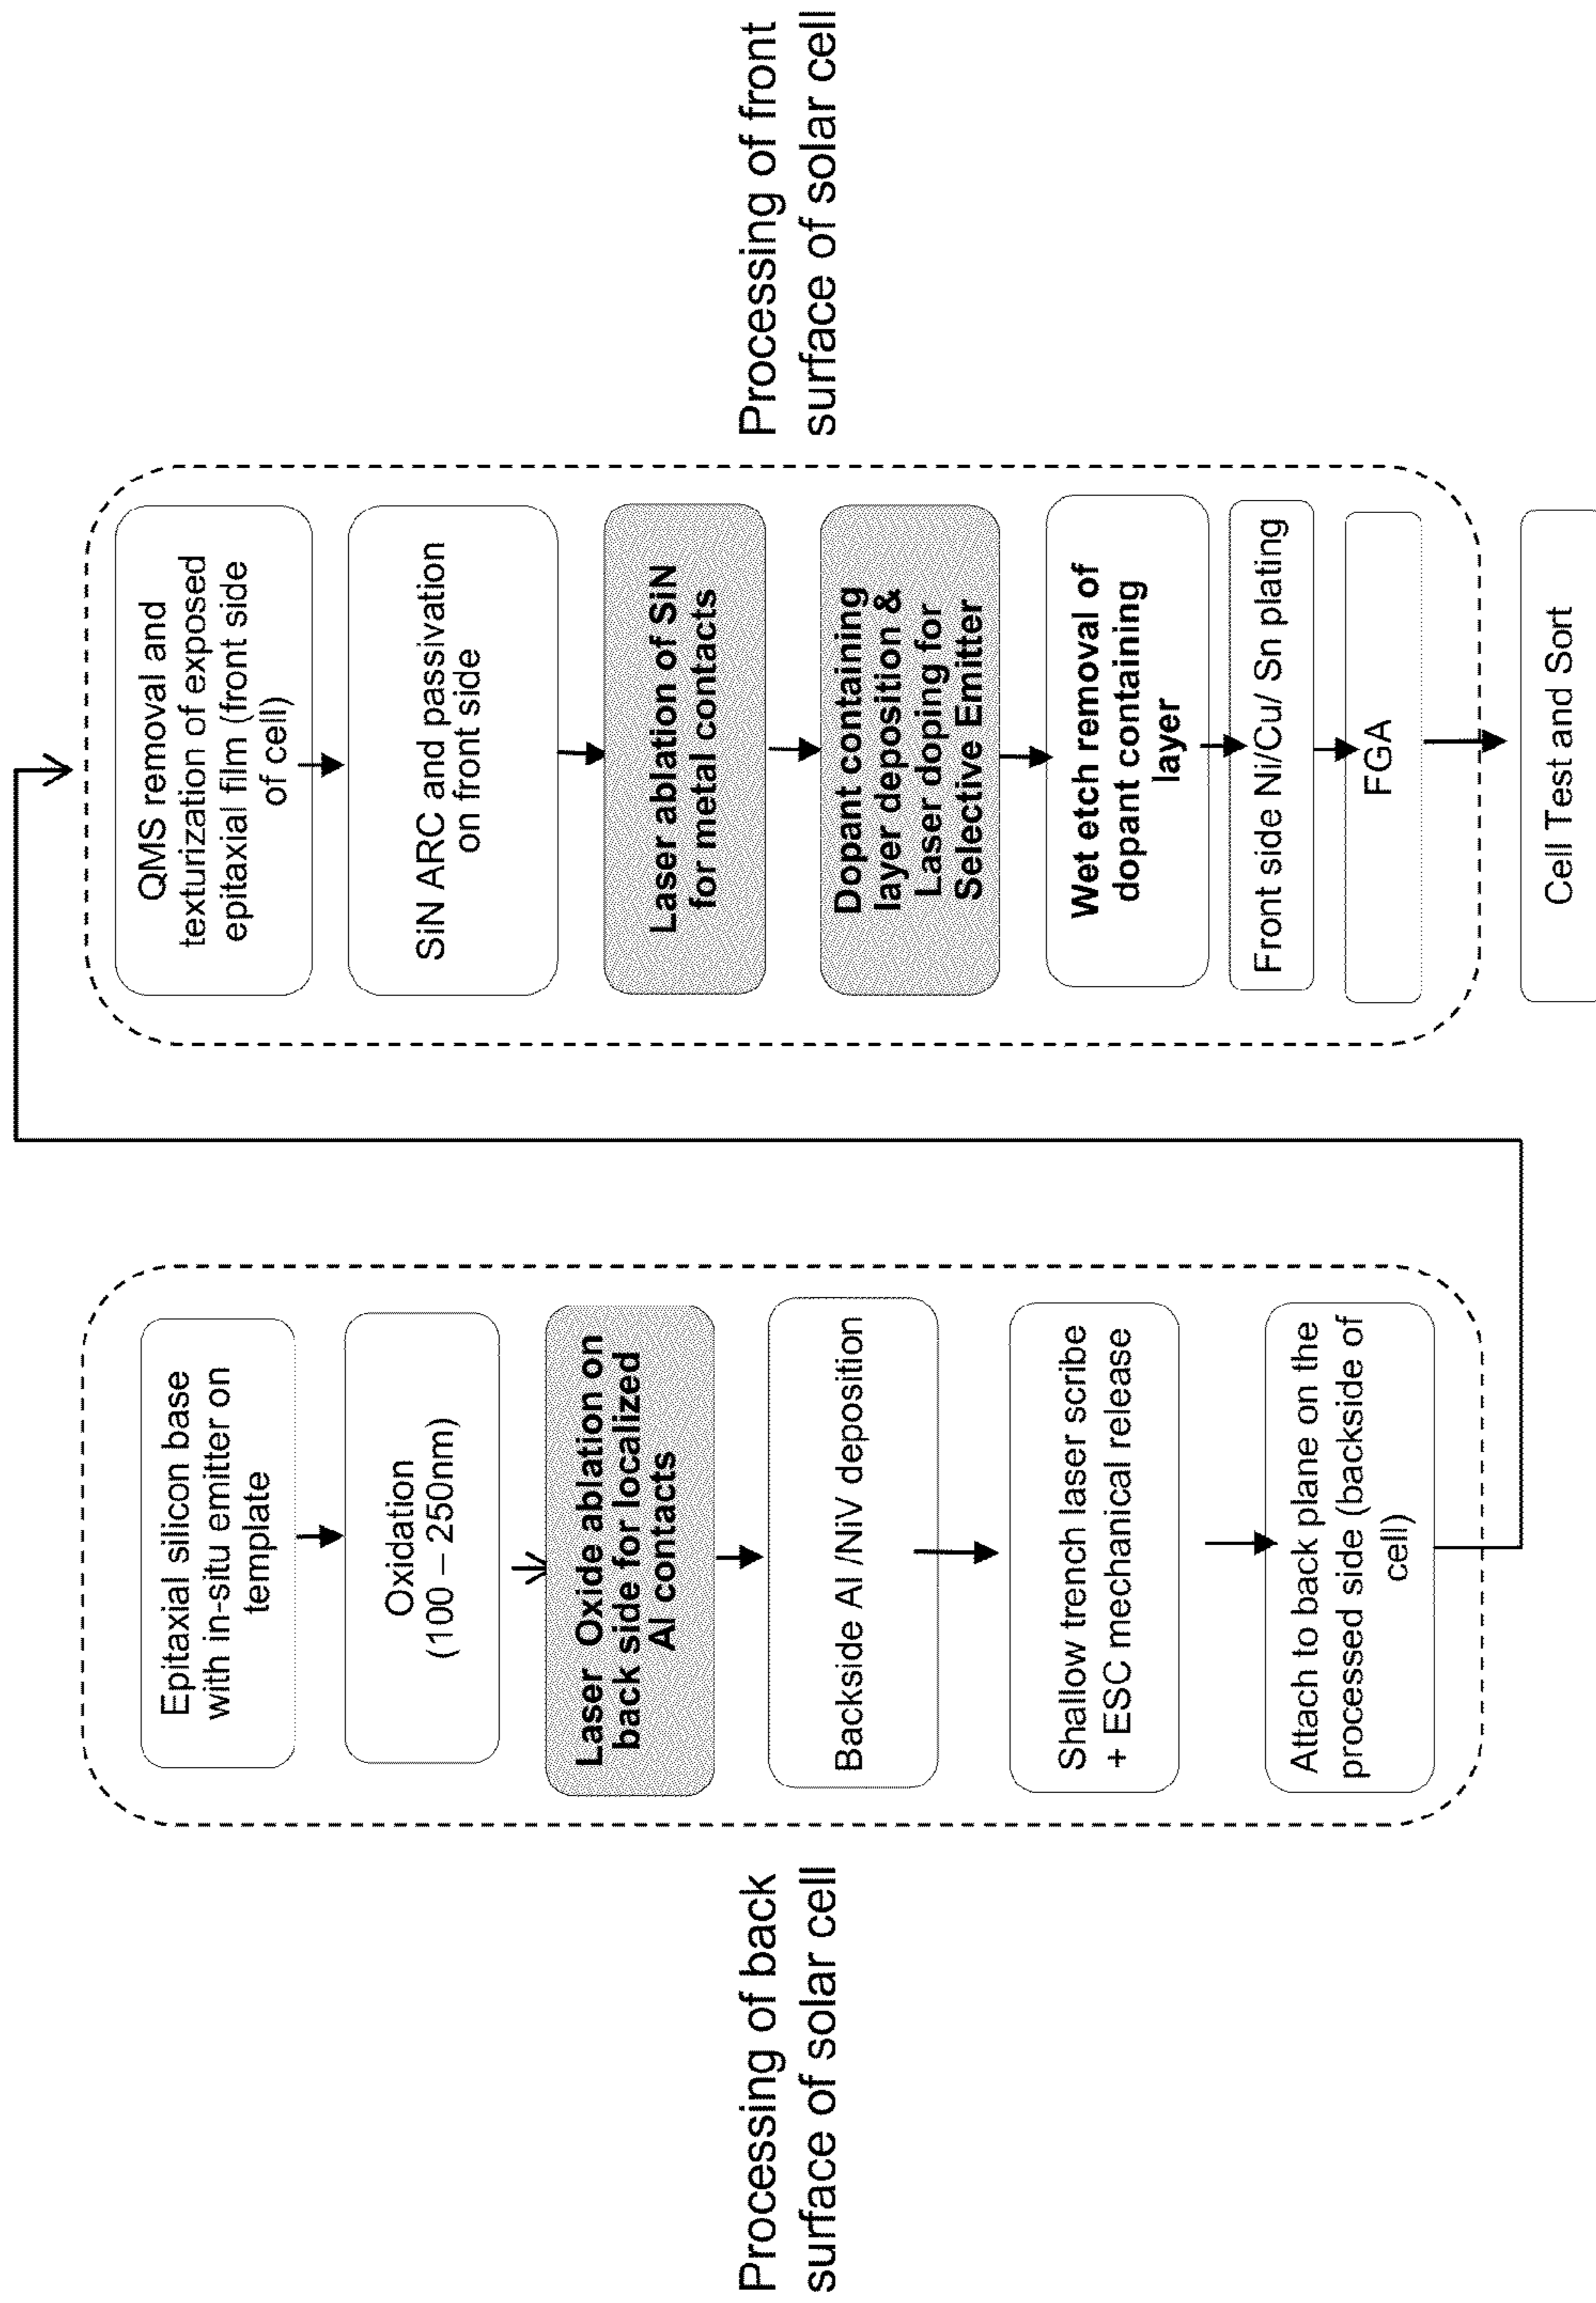 Processing of back
surface of solar cell
Epitaxial silicon base
with in-situ emitter on
template
Oxidation
(100 – 250nm)
Laser Oxide ablation on
back side for localized
Al contacts
Backside Al /NiV deposition
Shallow trench laser scribe
+ ESC mechanical release
Attach to back plane on the
processed side (backside of
cell)
QMS removal and
texturization of exposed
epitaxial film (front side
of cell)
SiN ARC and passivation
on front side
Laser ablation of SiN
for metal contacts
Dopant containing
layer deposition &
Laser doping for
Selective Emitter
Wet etch removal of
dopant containing
layer
Front side Ni/Cu/ Sn plating
FGA
Cell Test and Sort
Processing of front
surface of solar cell